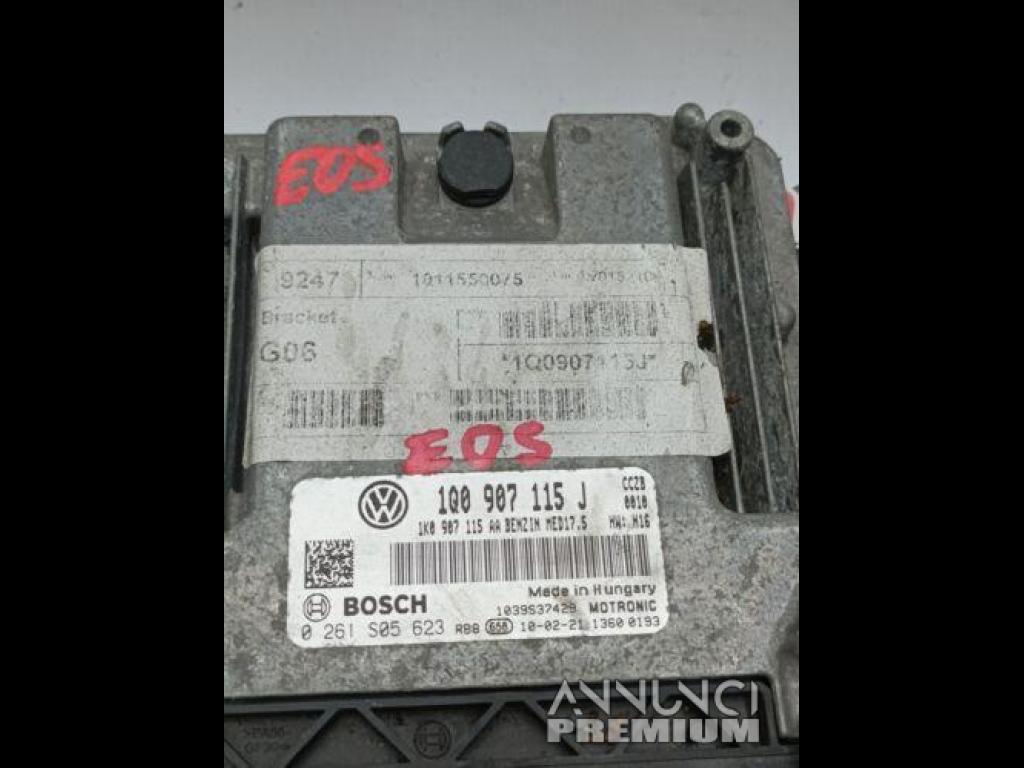 EOS
9247
1011550075
Bracket
G06
*1Q0907115J*
EOS
1Q0 907 115 J
CCZB
0010
1K0 907 115 AA BENZIN MED17.5
HW: H16
Made in Hungary
BOSCH
1039S37429 MOTRONIC
0 261 S05 623 RBB 658 10-02-21 1360 0193
ANNUNCI
PREMIUM